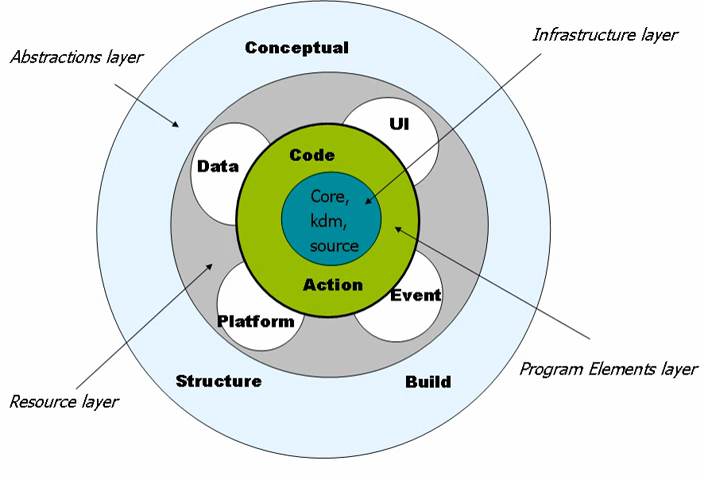 Infrastructure layer
Conceptual
Abstractions layer
UI
Code
Data
Core,
kdm,
source
Action
Event
Platform
Program Elements layer
Structure
Build
Resource layer